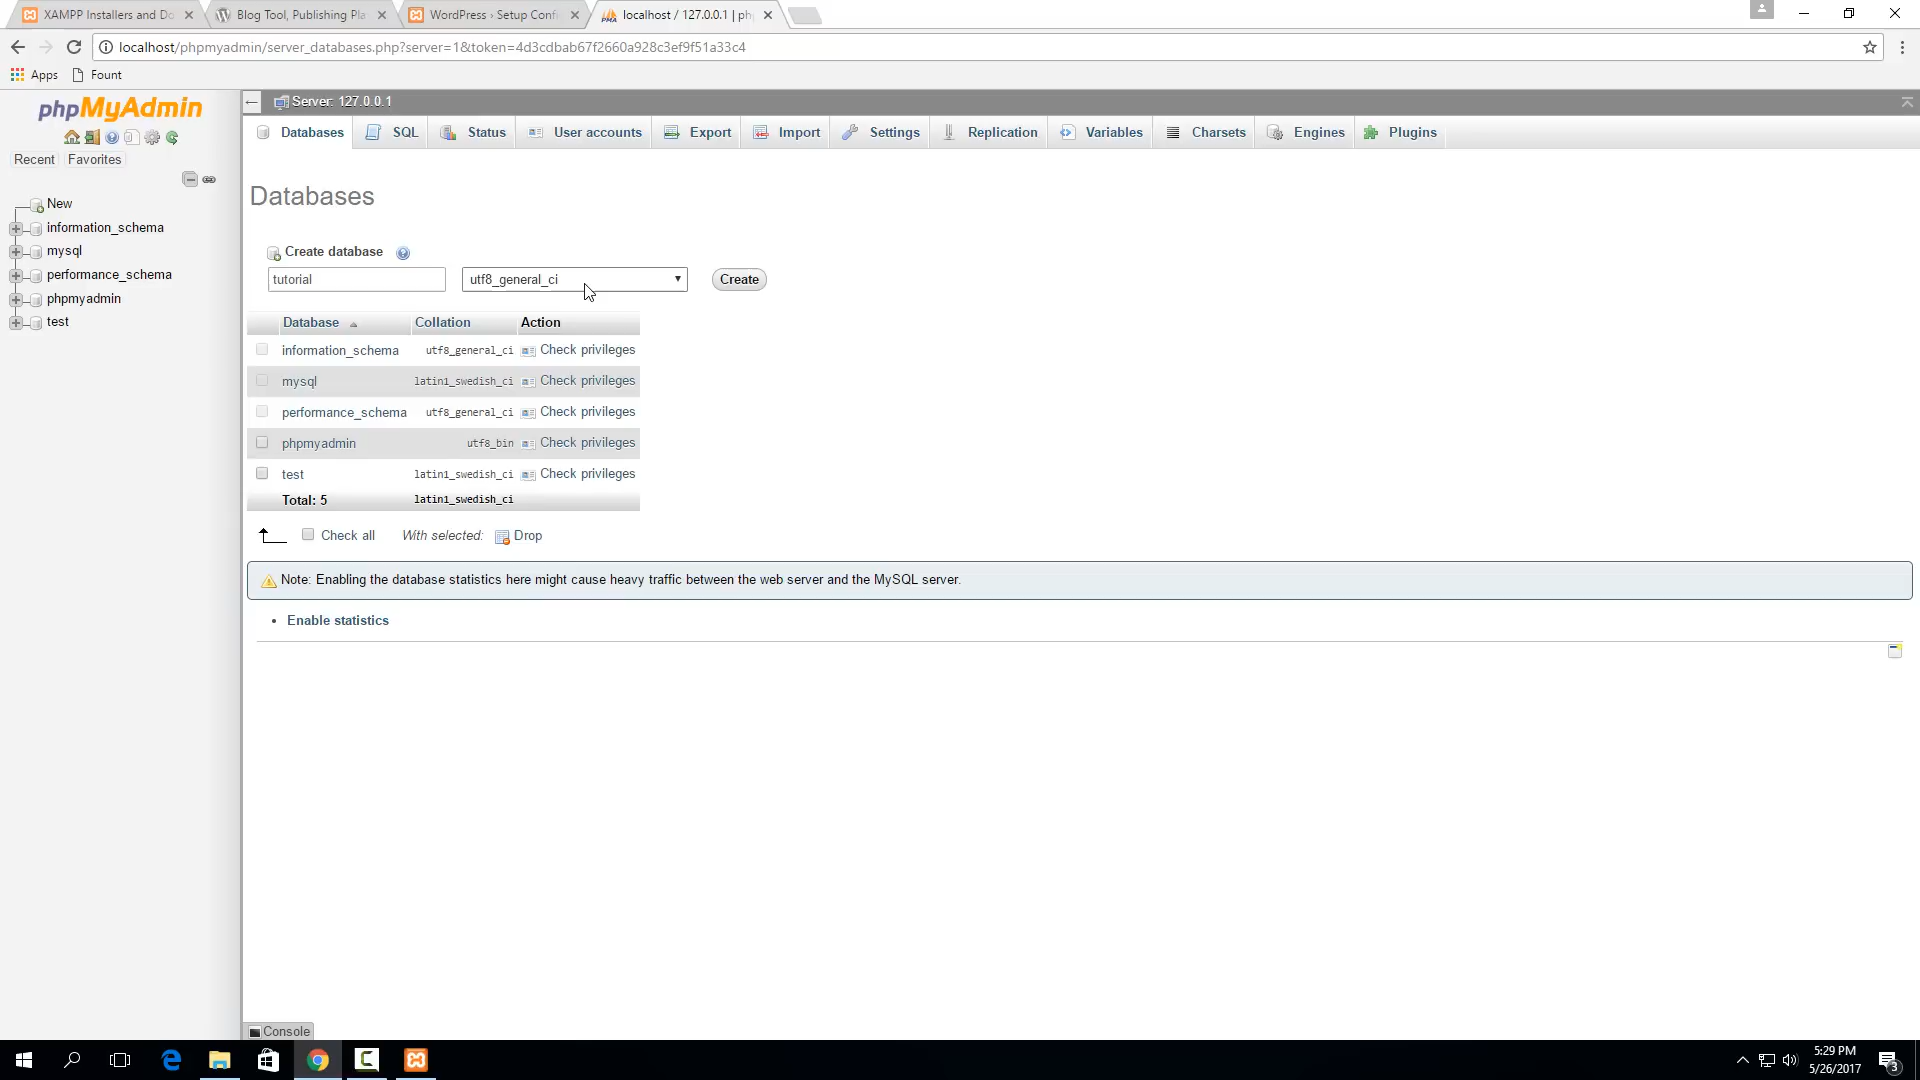 XAMPP Installers and Do
Blog Tool, Publishing Pla
WordPress › Setup Confi
localhost / 127.0.0.1 | ph
localhost/phpmyadmin/server_databases.php?server=1&token=4d3cdbab67f2660a928c3ef9f51a33c4
Apps Fount
phpMyAdmin
Recent Favorites
New
information_schema
mysql
performance_schema
phpmyadmin
test
Server: 127.0.0.1
Databases SQL Status User accounts Export Import Settings Replication Variables Charsets Engines Plugins
Databases
Create database
tutorial utf8_general_ci Create
Database Collation Action
information_schema utf8_general_ci Check privileges
mysql latin1_swedish_ci Check privileges
performance_schema utf8_general_ci Check privileges
phpmyadmin utf8_bin Check privileges
test latin1_swedish_ci Check privileges
Total: 5 latin1_swedish_ci
Check all With selected: Drop
Note: Enabling the database statistics here might cause heavy traffic between the web server and the MySQL server.
Enable statistics
Console
5:29 PM
5/26/2017
3